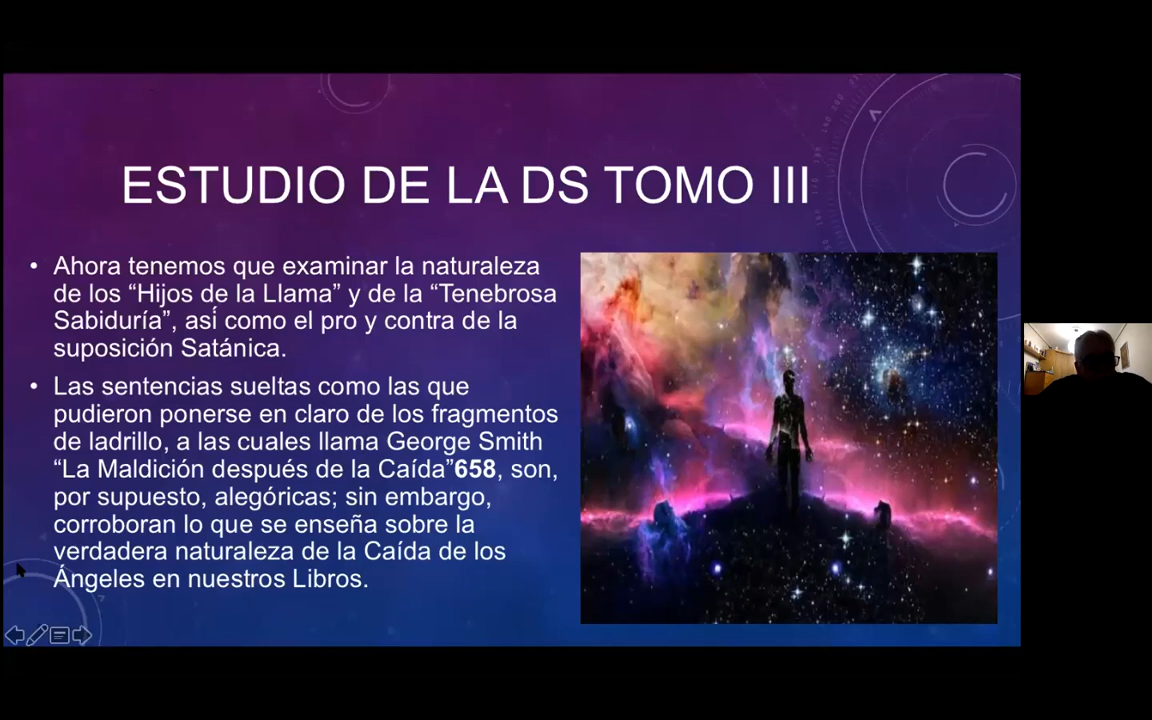 ESTUDIO DE LA DS TOMO III
• Ahora tenemos que examinar la naturaleza
de los “Hijos de la Llama” y de la “Tenebrosa
Sabiduría”, así como el pro y contra de la
suposición Satánica.
• Las sentencias sueltas como las que
pudieron ponerse en claro de los fragmentos
de ladrillo, a las cuales llama George Smith
“La Maldición después de la Caída”658, son,
por supuesto, alegóricas; sin embargo,
corroboran lo que se enseña sobre la
verdadera naturaleza de la Caída de los
Ángeles en nuestros Libros.